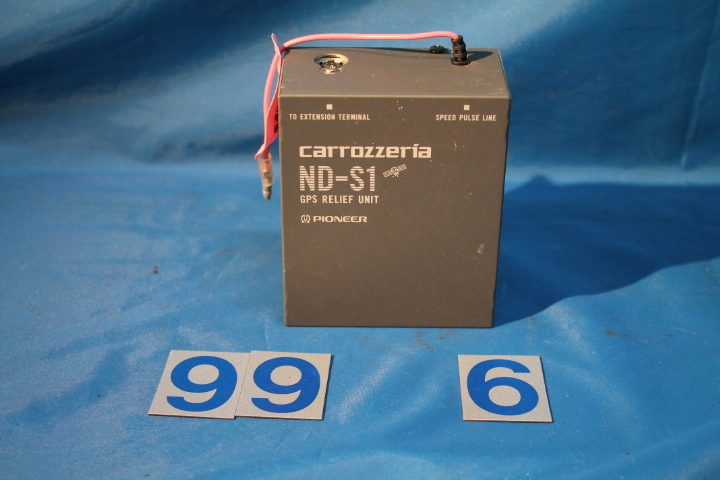 TO EXTENSION TERMINAL
SPEED PULSE LINE
carrozzeria
ND-S1
GPS RELIEF UNIT
PIONEER
99 6